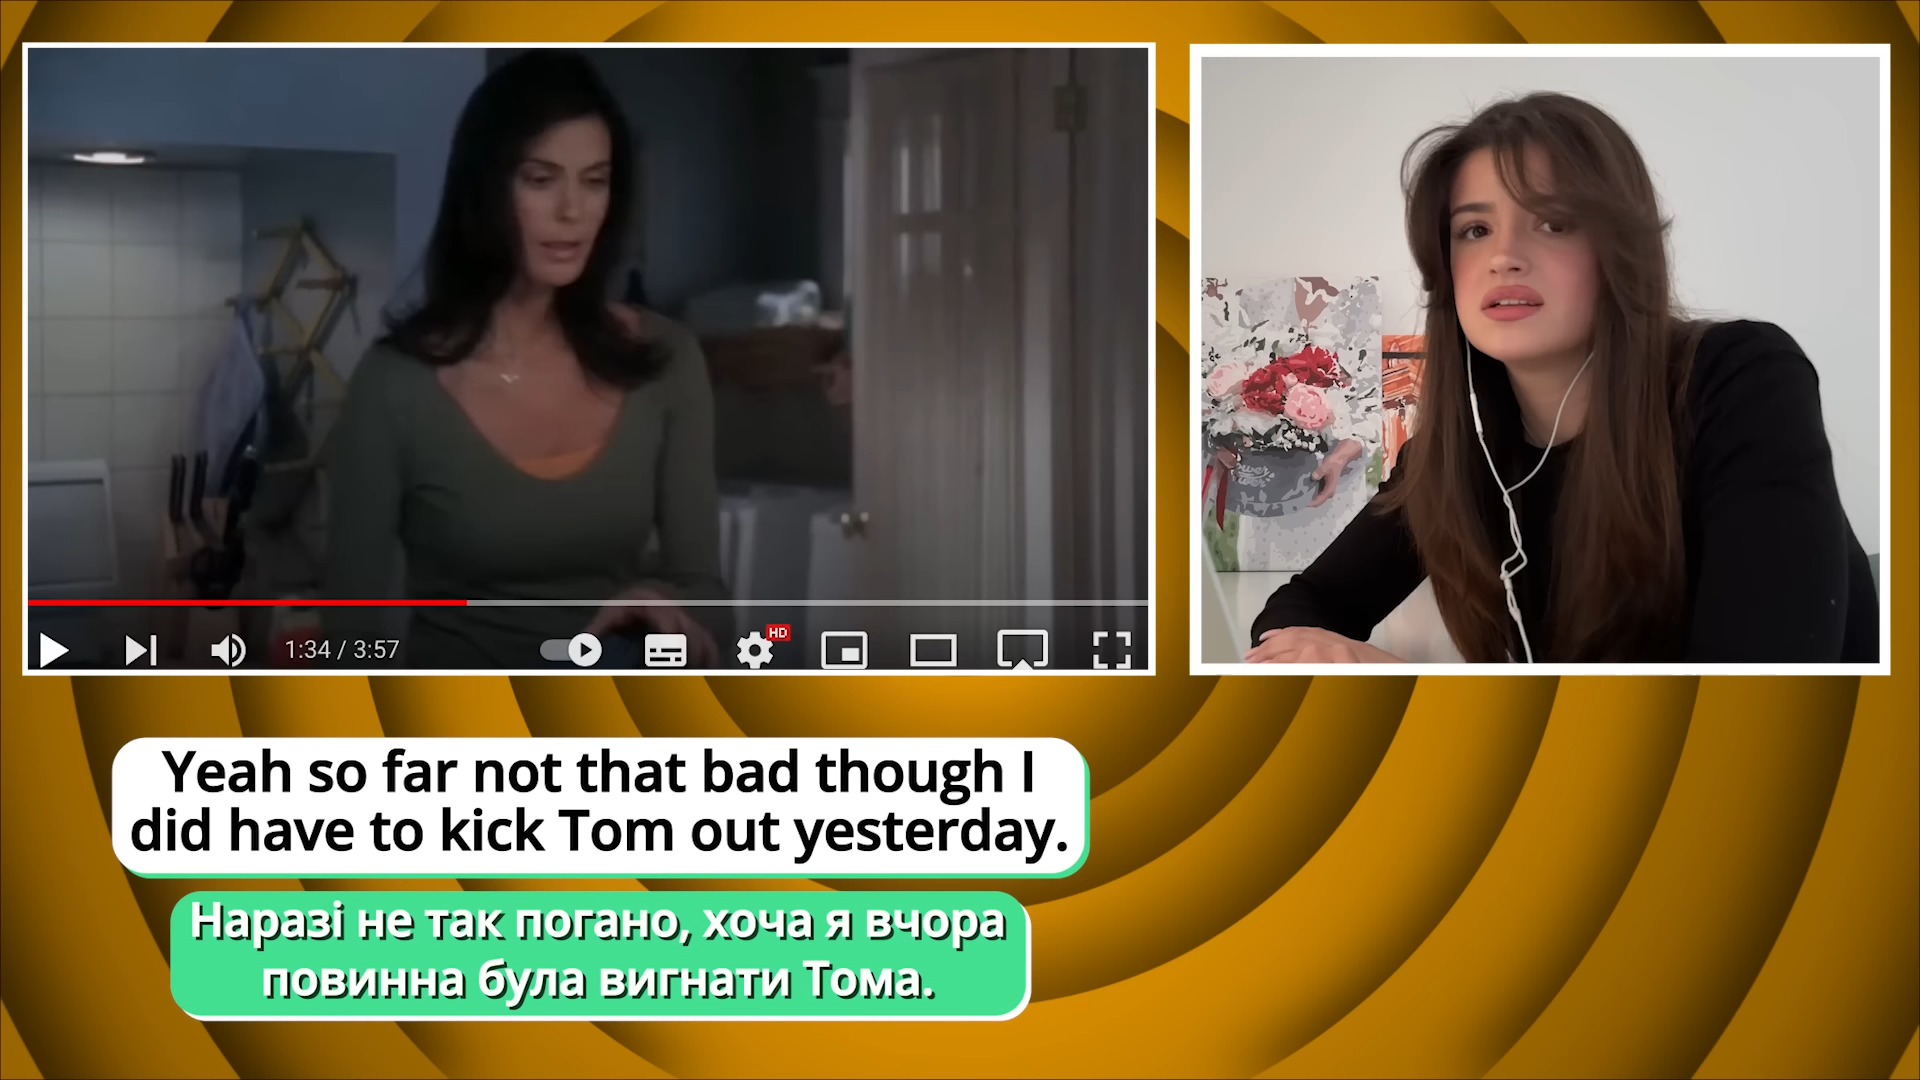 HD
1:34 / 3:57
Yeah so far not that bad though I
did have to kick Tom out yesterday.
Наразі не так погано, хоча я вчора
повинна була вигнати Тома.